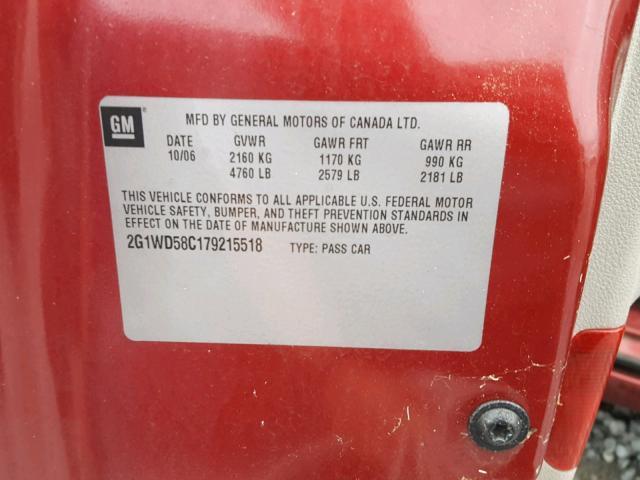 GM
MFD BY GENERAL MOTORS OF CANADA LTD.
DATE GVWR GAWR FRT GAWR RR
10/06 2160 KG 1170 KG 990 KG
4760 LB 2579 LB 2181 LB
THIS VEHICLE CONFORMS TO ALL APPLICABLE U.S. FEDERAL MOTOR
VEHICLE SAFETY, BUMPER, AND THEFT PREVENTION STANDARDS IN
EFFECT ON THE DATE OF MANUFACTURE SHOWN ABOVE.
2G1WD58C179215518 TYPE: PASS CAR